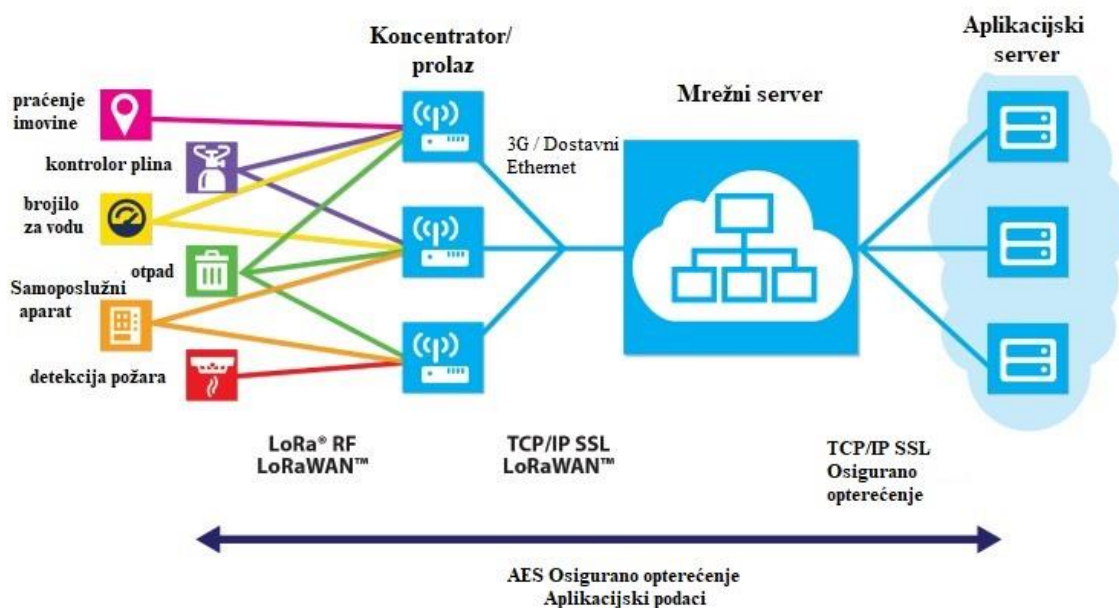 Koncentrator/
prolaz
Aplikacijski
server
Mrežni server
praćenje
imovine
kontrolor plina
brojilo
za vodu
otpad
Samoposlužni
aparat
detekcija požara
3G / Dostavni
Ethernet
LoRa® RF
LoRaWAN™
TCP/IP SSL
LoRaWAN™
TCP/IP SSL
Osigurano
opterećenje
AES Osigurano opterećenje
Aplikacijski podaci